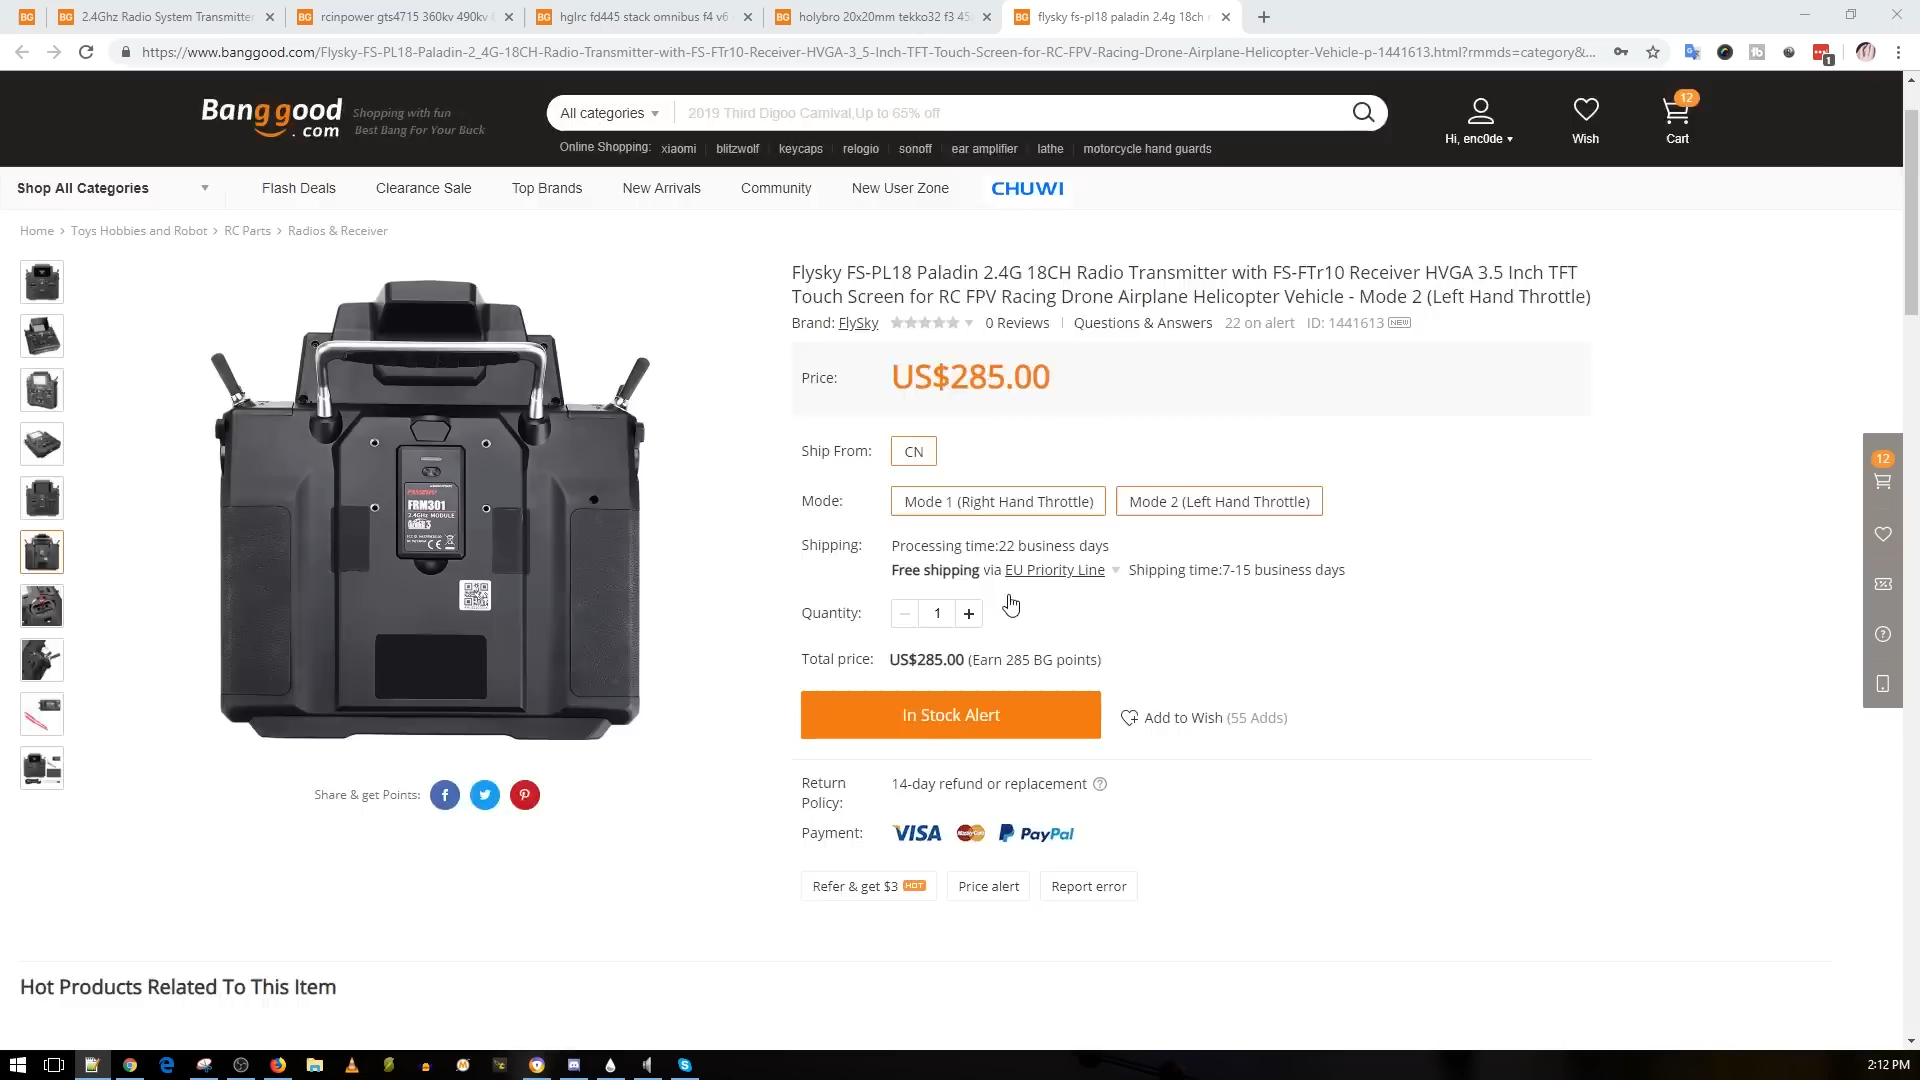 2.4Ghz Radio System Transmitter
rcinpower gts4715 360kv 490kv
hglrc fd445 stack omnibus f4 v6
holybro 20x20mm tekko32 f3 45
flysky fs-pl18 paladin 2.4g 18ch
https://www.banggood.com/Flysky-FS-PL18-Paladin-2_4G-18CH-Radio-Transmitter-with-FS-FTr10-Receiver-HVGA-3_5-Inch-TFT-Touch-Screen-for-RC-FPV-Racing-Drone-Airplane-Helicopter-Vehicle-p-1441613.html?rmmds=category&...
1
Banggood
.com
Shopping with fun
Best Bang For Your Buck
All categories
2019 Third Digoo Carnival,Up to 65% off
Online Shopping: xiaomi blitzwolf keycaps relogio sonoff ear amplifier lathe motorcycle hand guards
Hi, enc0de
Wish
12
Cart
Shop All Categories
Flash Deals
Clearance Sale
Top Brands
New Arrivals
Community
New User Zone
CHUWI
Home > Toys Hobbies and Robot > RC Parts > Radios & Receiver
Flysky FS-PL18 Paladin 2.4G 18CH Radio Transmitter with FS-FTr10 Receiver HVGA 3.5 Inch TFT
Touch Screen for RC FPV Racing Drone Airplane Helicopter Vehicle - Mode 2 (Left Hand Throttle)
Brand: FlySky 0 Reviews Questions & Answers 22 on alert ID: 1441613 NEW
Price: US$285.00
Ship From: CN
Mode: Mode 1 (Right Hand Throttle) Mode 2 (Left Hand Throttle)
Shipping: Processing time:22 business days
Free shipping via EU Priority Line Shipping time:7-15 business days
Quantity: 1 +
Total price: US$285.00 (Earn 285 BG points)
In Stock Alert
Add to Wish (55 Adds)
Return
Policy:
14-day refund or replacement
Payment: VISA MasterCard PayPal
Refer & get $3 HOT
Price alert
Report error
FRM301
2.4GHz MODULE
CE
Share & get Points:
12
Hot Products Related To This Item
2:12 PM